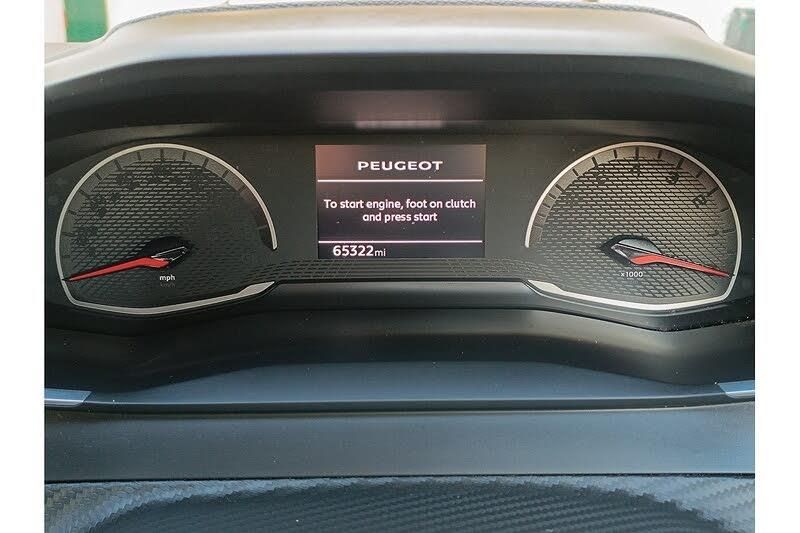 PEUGEOT
To start engine, foot on clutch
and press start
65322mi
mph
x1000